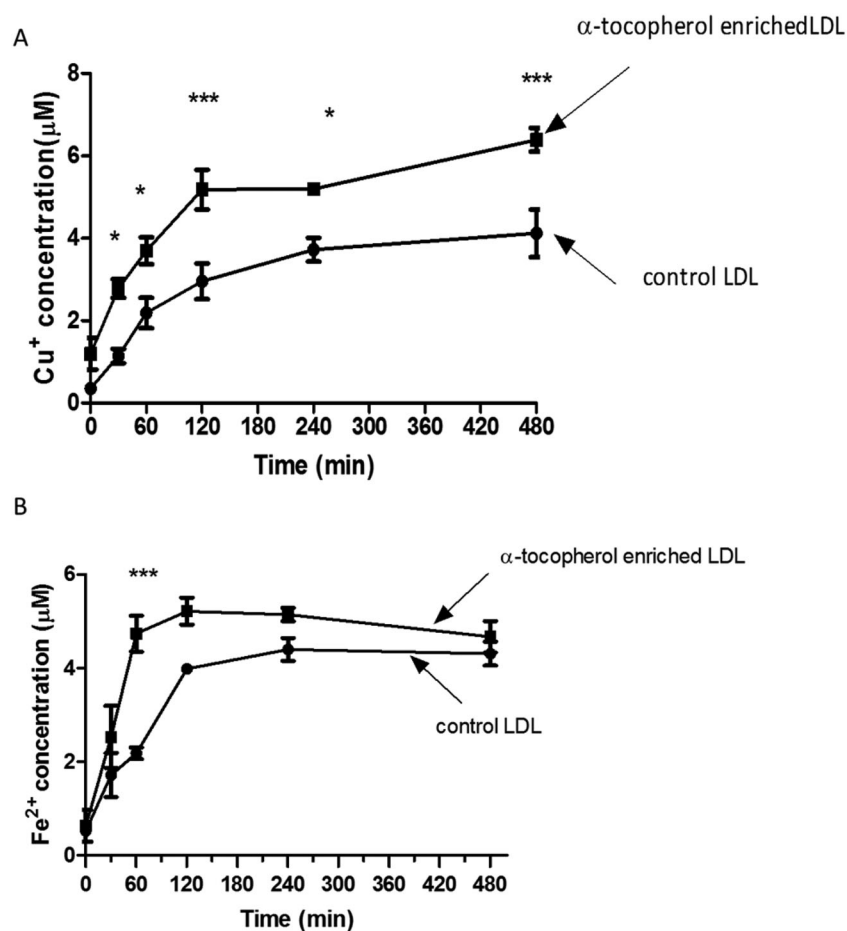 A
α-tocopherol enrichedLDL
8
***
***
*
6
*
*
4
control LDL
2
0
Cu⁺ concentration(μM)
0 60 120 180 240 300 360 420 480
Time (min)
B
α-tocopherol enriched LDL
6
***
4
control LDL
2
0
Fe²⁺ concentration (μM)
0 60 120 180 240 300 360 420 480
Time (min)